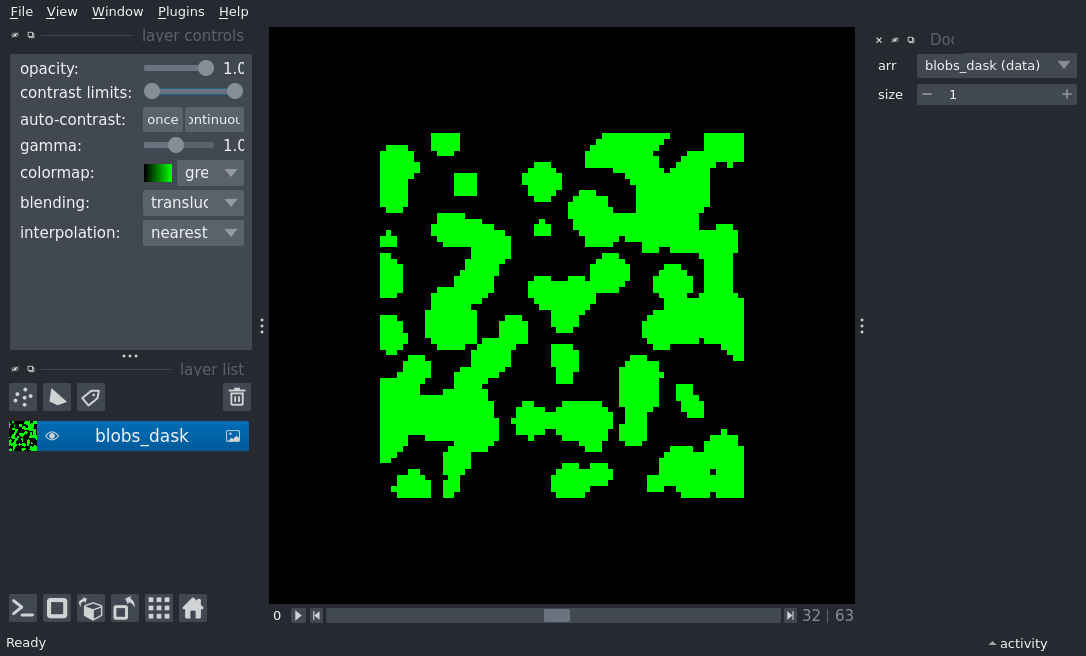 File View Window Plugins Help
layer controls
opacity: 1.0
contrast limits:
auto-contrast: once ontinuou
gamma: 1.0
colormap: gre
blending: transluc
interpolation: nearest
layer list
blobs_dask
0 32 | 63
Ready
Doc
arr blobs_dask (data)
size 1
activity